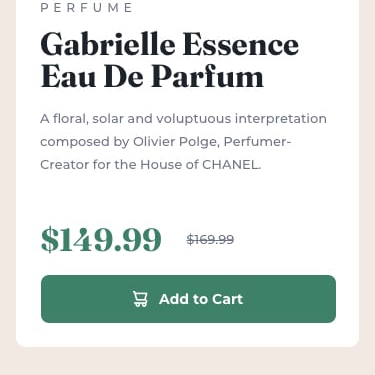 PERFUME
Gabrielle Essence
Eau De Parfum
A floral, solar and voluptuous interpretation
composed by Olivier Polge, Perfumer-
Creator for the House of CHANEL.
$149.99 $169.99
Add to Cart